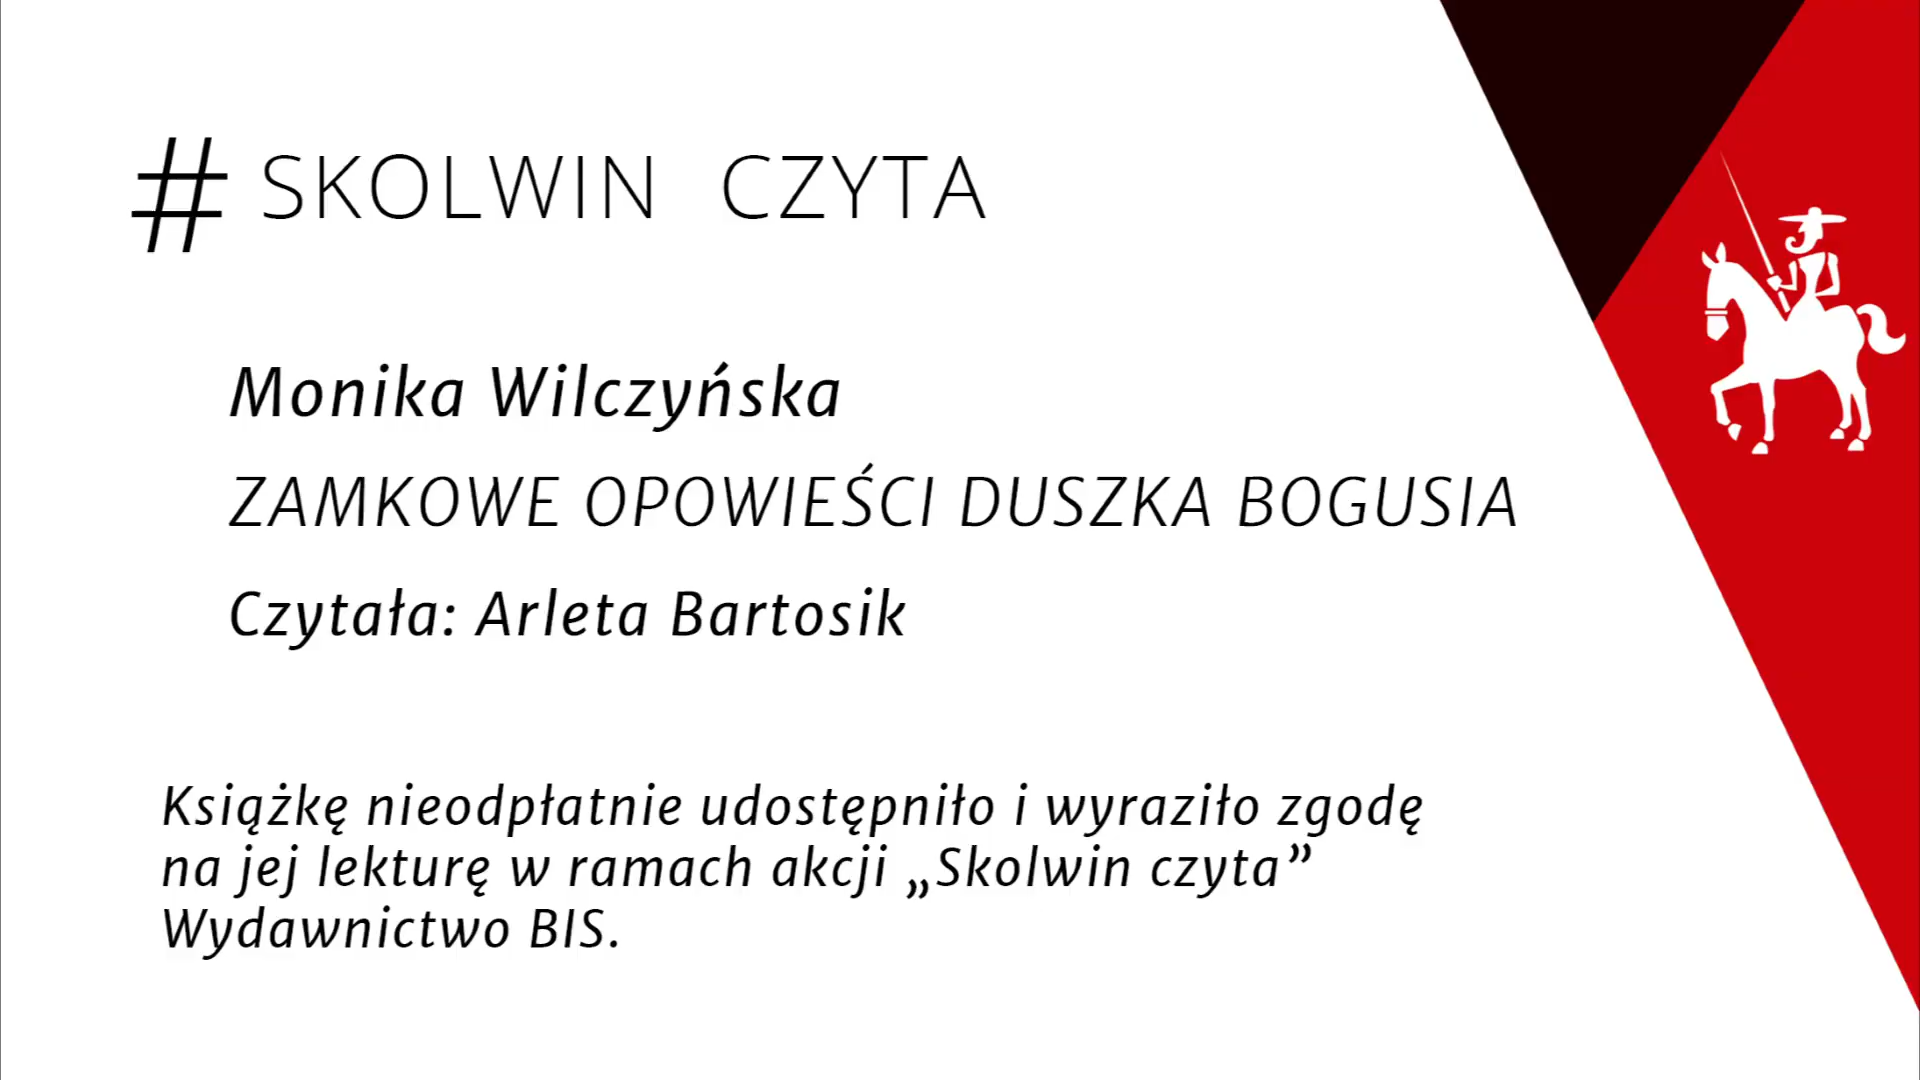 # SKOLWIN CZYTA
Monika Wilczyńska
ZAMKOWE OPOWIEŚCI DUSZKA BOGUSIA
Czytała: Arleta Bartosik
Książkę nieodpłatnie udostępniło i wyraziło zgodę
na jej lekturę w ramach akcji „Skolwin czyta”
Wydawnictwo BIS.